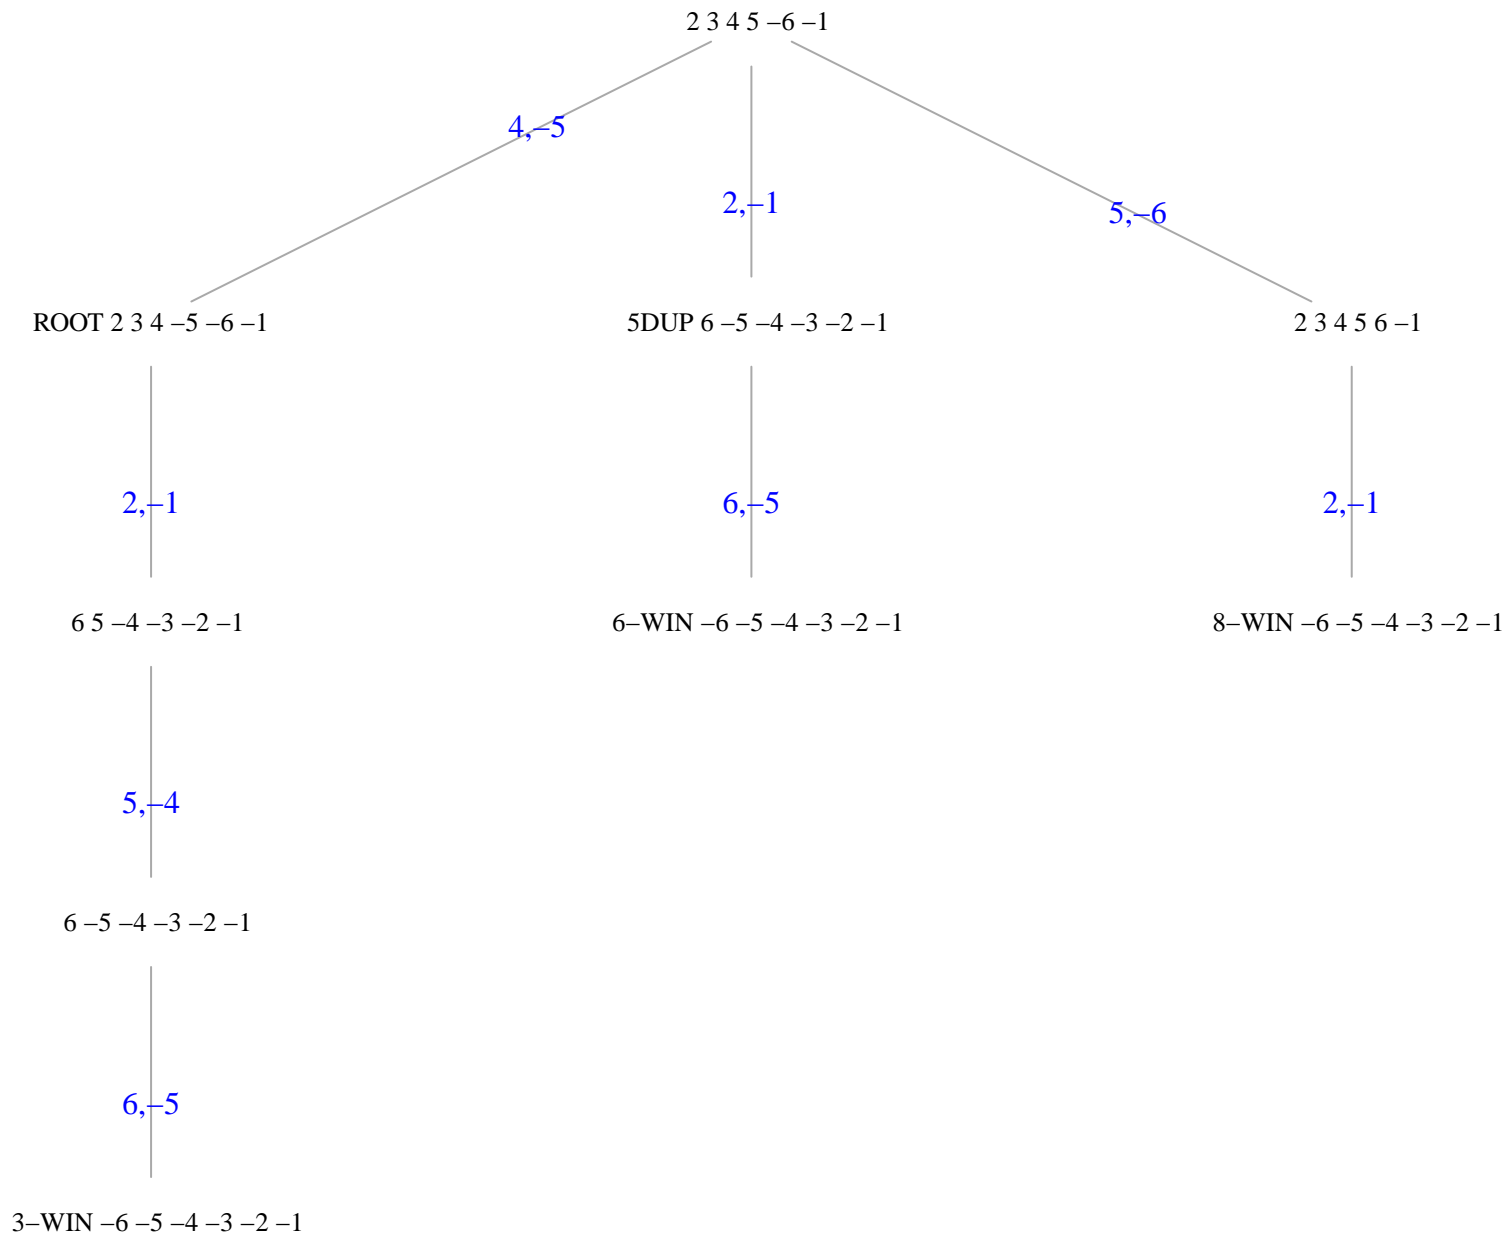 2 3 4 5 –6 –1
4,–5
2,–1
5,–6
ROOT 2 3 4 –5 –6 –1
5DUP 6 –5 –4 –3 –2 –1
2 3 4 5 6 –1
2,–1
6,–5
2,–1
6 5 –4 –3 –2 –1
6–WIN –6 –5 –4 –3 –2 –1
8–WIN –6 –5 –4 –3 –2 –1
5,–4
6 –5 –4 –3 –2 –1
6,–5
3–WIN –6 –5 –4 –3 –2 –1